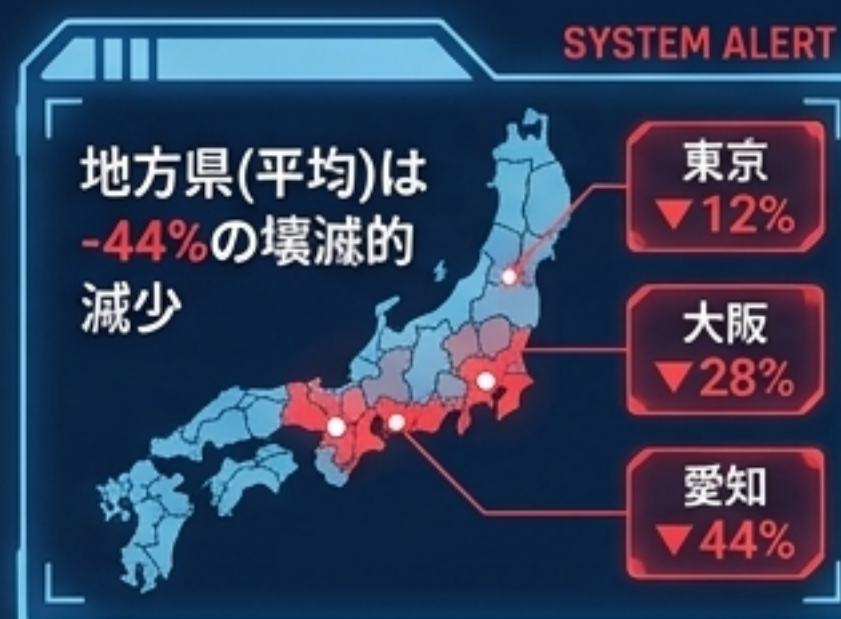 SYSTEM ALERT
地方県(平均)は
-44%の壊滅的
減少
東京
▼12%
大阪
▼28%
愛知
▼44%